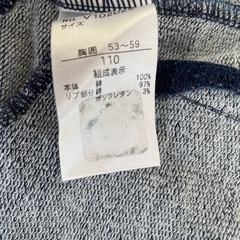 サイズ
胸囲 53～59
110
組成表示
本体 綿 100%
リブ部分 綿 97%
ポリウレタン 3%